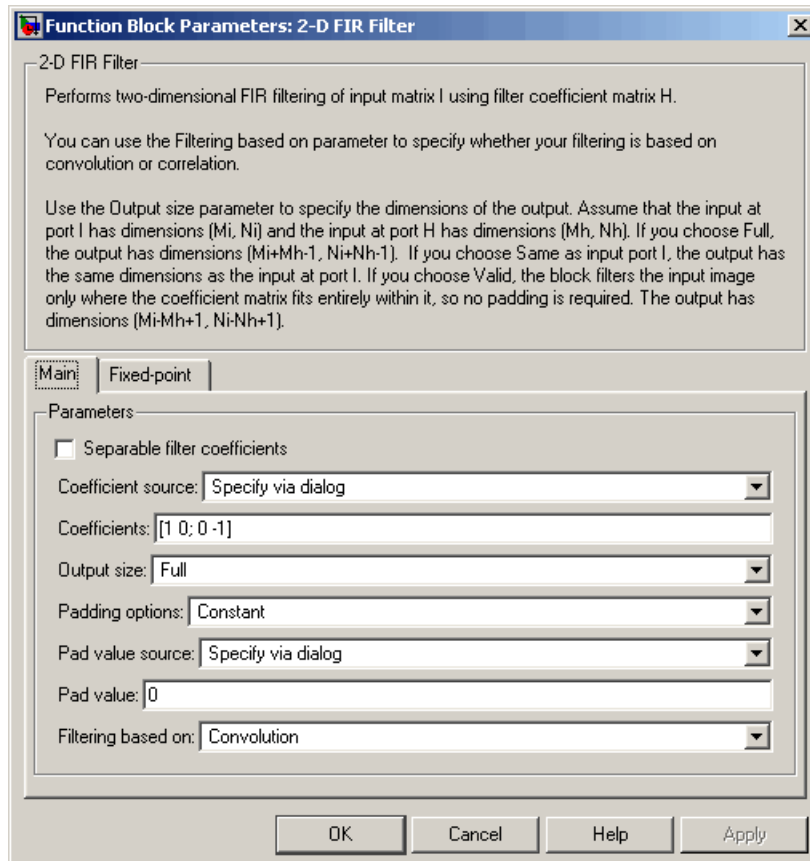 Function Block Parameters: 2-D FIR Filter
2-D FIR Filter
Performs two-dimensional FIR filtering of input matrix I using filter coefficient matrix H.
You can use the Filtering based on parameter to specify whether your filtering is based on
convolution or correlation.
Use the Output size parameter to specify the dimensions of the output. Assume that the input at
port I has dimensions (Mi, Ni) and the input at port H has dimensions (Mh, Nh). If you choose Full,
the output has dimensions (Mi+Mh-1, Ni+Nh-1).  If you choose Same as input port I, the output has
the same dimensions as the input at port I. If you choose Valid, the block filters the input image
only where the coefficient matrix fits entirely within it, so no padding is required. The output has
dimensions (Mi-Mh+1, Ni-Nh+1).
Main Fixed-point
Parameters
Separable filter coefficients
Coefficient source: Specify via dialog
Coefficients: [1 0; 0 -1]
Output size: Full
Padding options: Constant
Pad value source: Specify via dialog
Pad value: 0
Filtering based on: Convolution
OK Cancel Help Apply